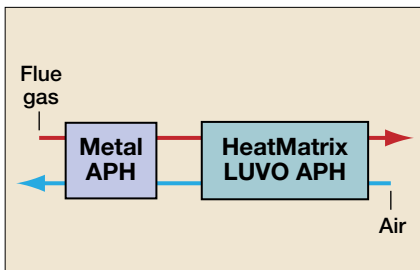 Flue
gas
Metal
APH
HeatMatrix
LUVO APH
Air